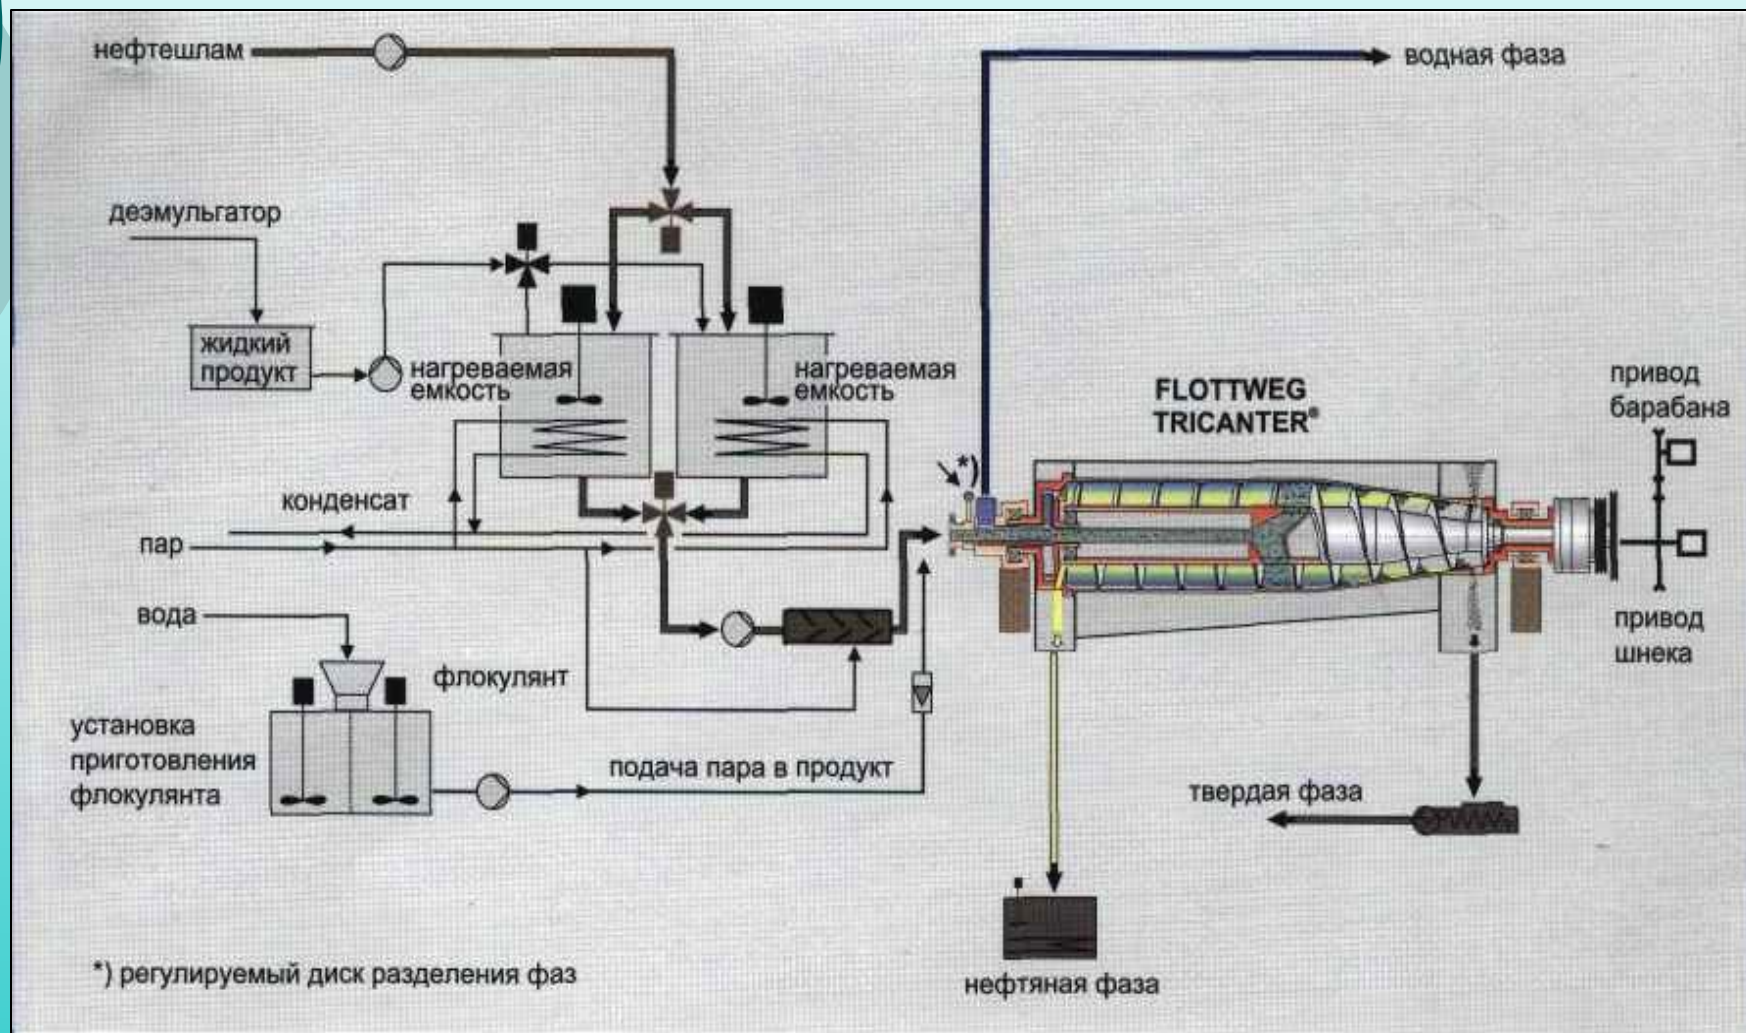 нефтешлам
водная фаза
деэмульгатор
жидкий
продукт
нагреваемая
емкость
нагреваемая
емкость
FLOTTWEG
TRICANTER®
привод
барабана
*)
конденсат
пар
вода
флокулянт
привод
шнека
установка
приготовления
флокулянта
подача пара в продукт
твердая фаза
*) регулируемый диск разделения фаз
нефтяная фаза